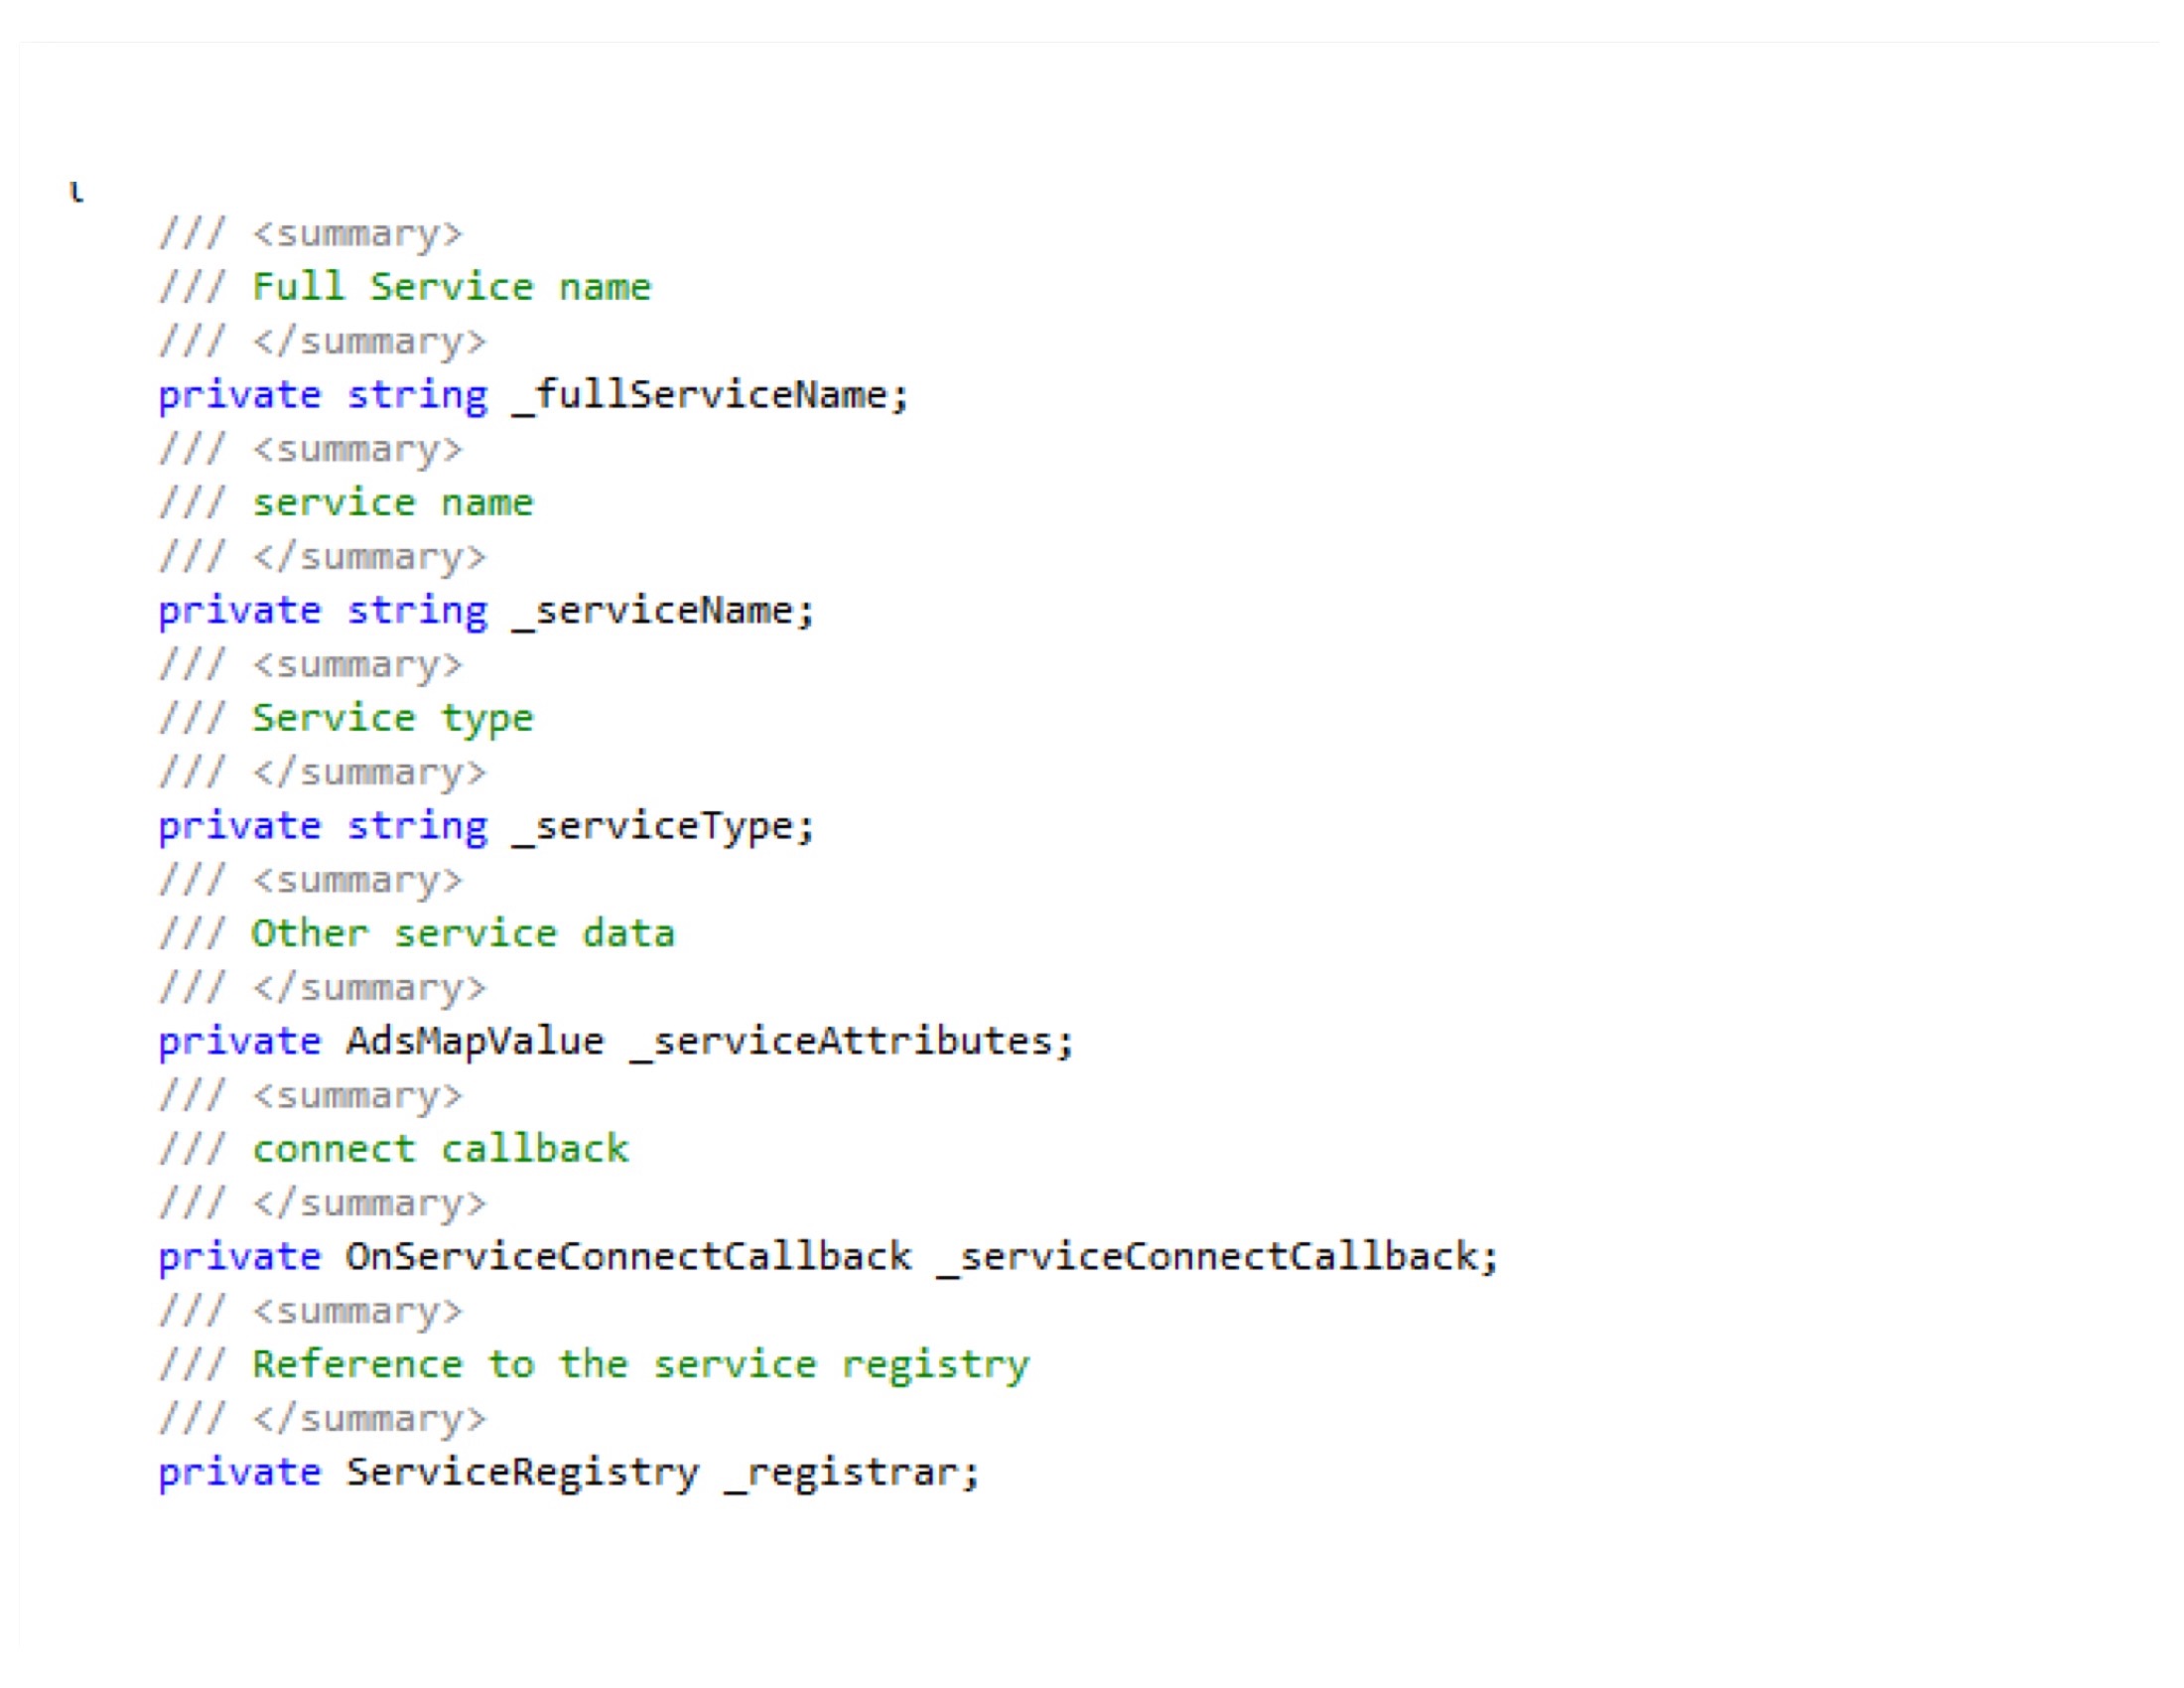 /// <summary>
/// Full Service name
/// </summary>
private string _fullServiceName;
/// <summary>
/// service name
/// </summary>
private string _serviceName;
/// <summary>
/// Service type
/// </summary>
private string _serviceType;
/// <summary>
/// Other service data
/// </summary>
private AdsMapValue _serviceAttributes;
/// <summary>
/// connect callback
/// </summary>
private OnServiceConnectCallback _serviceConnectCallback;
/// <summary>
/// Reference to the service registry
/// </summary>
private ServiceRegistry _registrar;